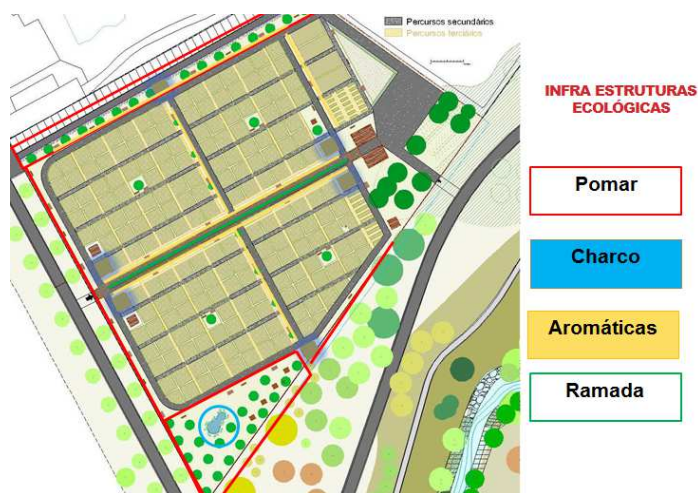 Percursos secundários
Percursos terciários
INFRA ESTRUTURAS
ECOLÓGICAS
Pomar
Charco
Aromáticas
Ramada